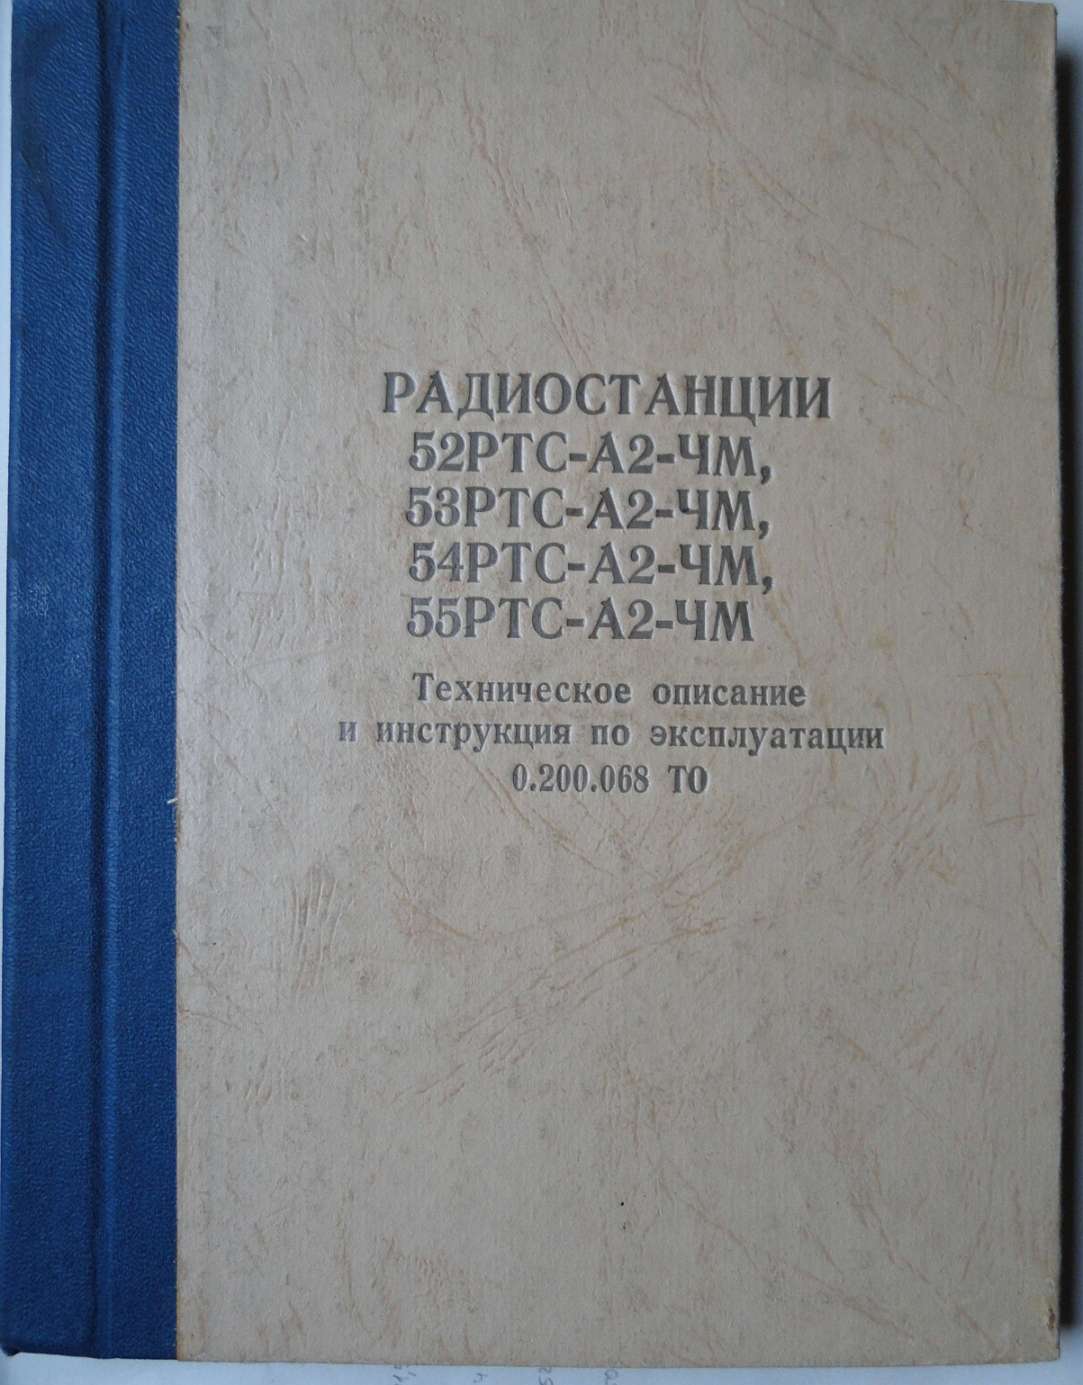 РАДИОСТАНЦИИ
52РТС-А2-ЧМ,
53РТС-А2-ЧМ,
54РТС-А2-ЧМ,
55РТС-А2-ЧМ
Техническое описание
и инструкция по эксплуатации
0.200.068 ТО